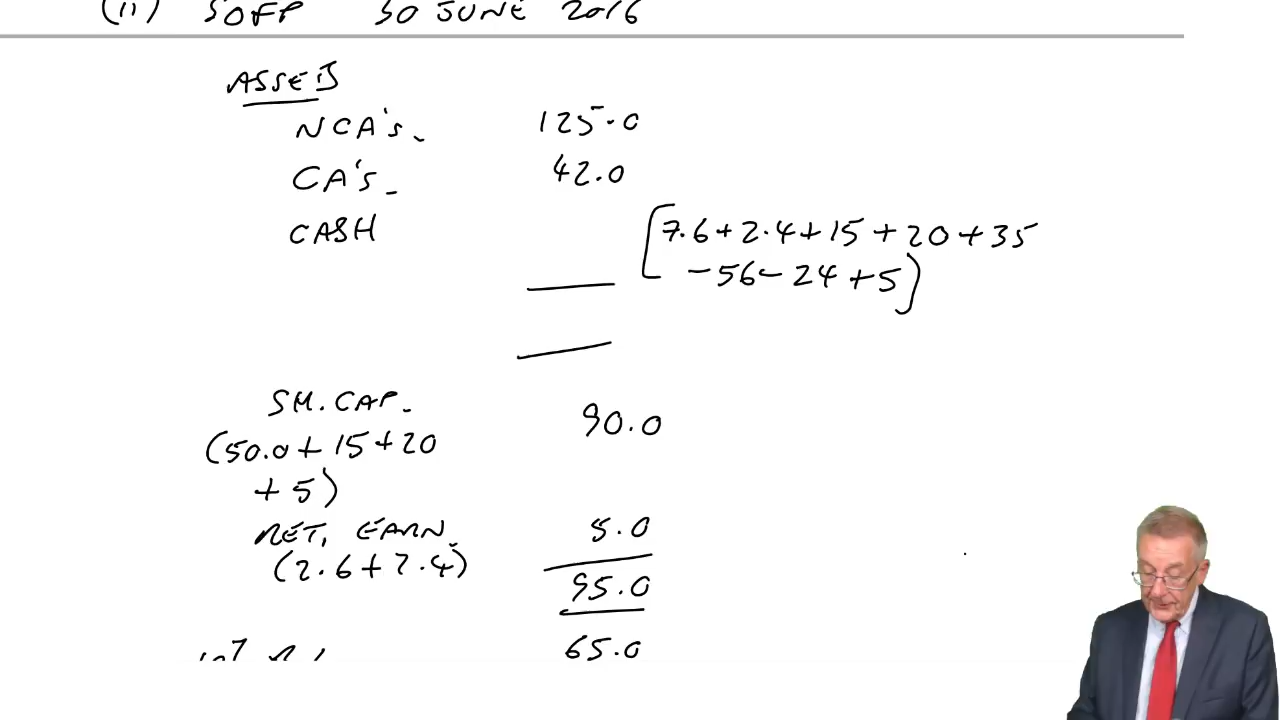 (ii) SOFP 30 JUNE 2016
ASSETS
NCA's. 125.0
CA's. 42.0
CASH [7.6+2.4+15+20+35
-56-24+5)
SH. CAP. 90.0
(50.0+15+20
+5)
RET. EARN. 5.0
(2.6+2.4)
95.0
65.0